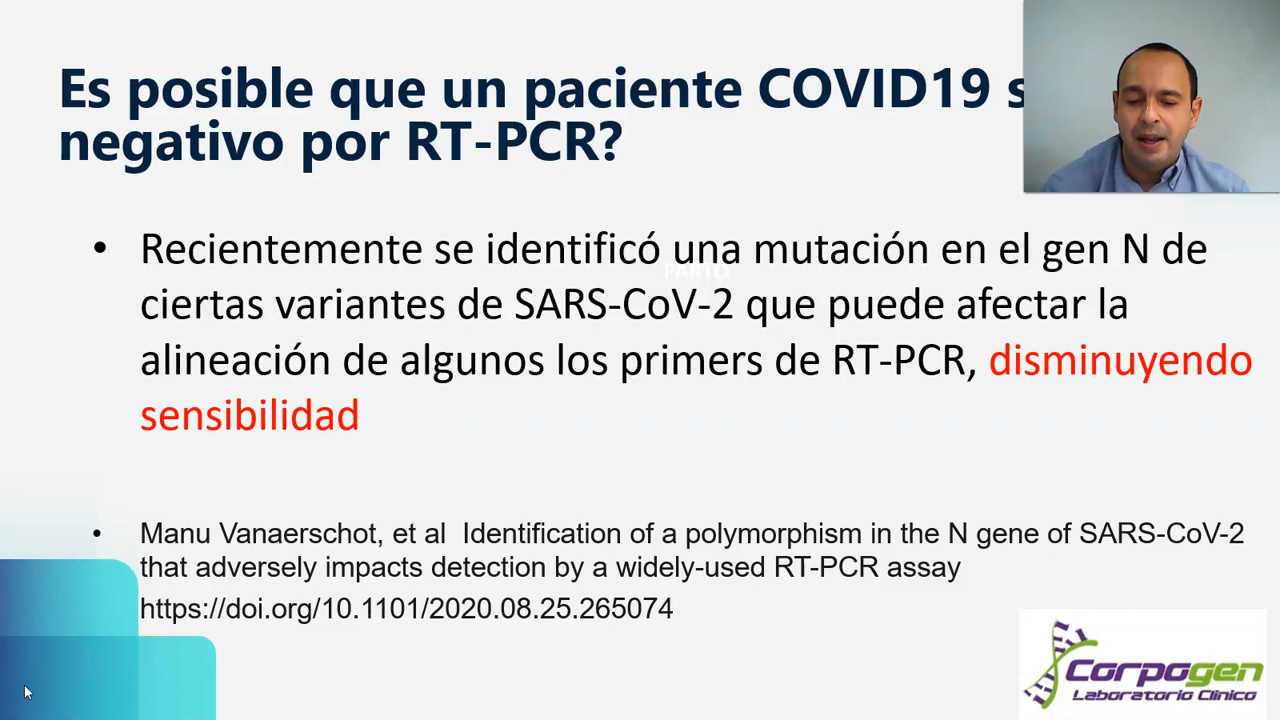 Es posible que un paciente COVID19 s
negativo por RT-PCR?
• Recientemente se identificó una mutación en el gen N de
ciertas variantes de SARS-CoV-2 que puede afectar la
alineación de algunos los primers de RT-PCR, disminuyendo
sensibilidad
PARTO
• Manu Vanaerschot, et al Identification of a polymorphism in the N gene of SARS-CoV-2
that adversely impacts detection by a widely-used RT-PCR assay
https://doi.org/10.1101/2020.08.25.265074
Corpogen
Laboratorio Clínico